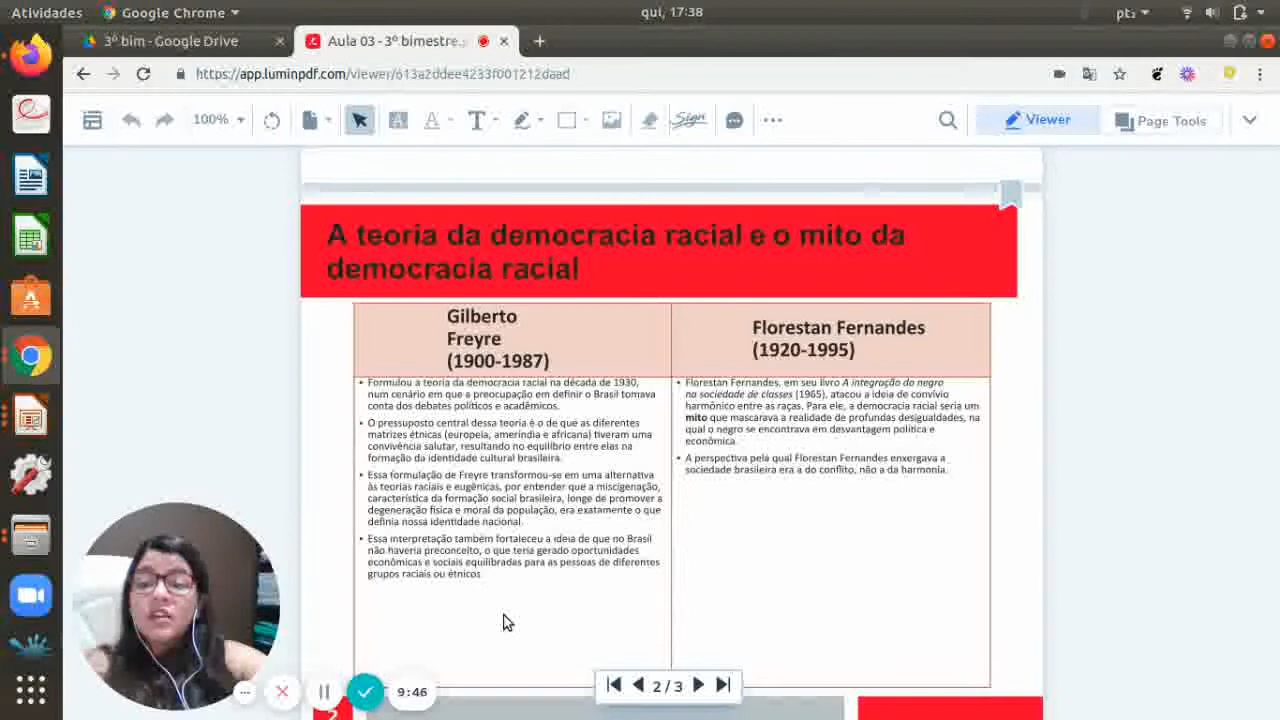 Atividades
Google Chrome
qui, 17:38
pt₁
3º bim - Google Drive
Aula 03 - 3º bimestre.
https://app.luminpdf.com/viewer/613a2ddee4233f001212daad
100%
Sign
Viewer
Page Tools
A teoria da democracia racial e o mito da
democracia racial
Gilberto
Freyre
(1900-1987)
Formulou a teoria da democracia racial na década de 1930,
num cenário em que a preocupação em definir o Brasil tomava
conta dos debates políticos e acadêmicos.
O pressuposto central dessa teoria é o de que as diferentes
matrizes étnicas (europeia, ameríndia e africana) tiveram uma
convivência salutar, resultando no equilíbrio entre elas na
formação da identidade cultural brasileira.
Essa formulação de Freyre transformou-se em uma alternativa
às teorias raciais e eugênicas, por entender que a miscigenação,
característica da formação social brasileira, longe de promover a
degeneração física e moral da população, era exatamente o que
definia nossa identidade nacional.
Essa interpretação também fortaleceu a ideia de que no Brasil
não haveria preconceito, o que teria gerado oportunidades
econômicas e sociais equilibradas para as pessoas de diferentes
grupos raciais ou étnicos
Florestan Fernandes
(1920-1995)
Florestan Fernandes, em seu livro A integração do negro
na sociedade de classes (1965), atacou a ideia de convívio
harmônico entre as raças. Para ele, a democracia racial seria um
mito que mascarava a realidade de profundas desigualdades, na
qual o negro se encontrava em desvantagem política e
econômica.
A perspectiva pela qual Florestan Fernandes enxergava a
sociedade brasileira era a do conflito, não a da harmonia.
9:46
2 / 3
2